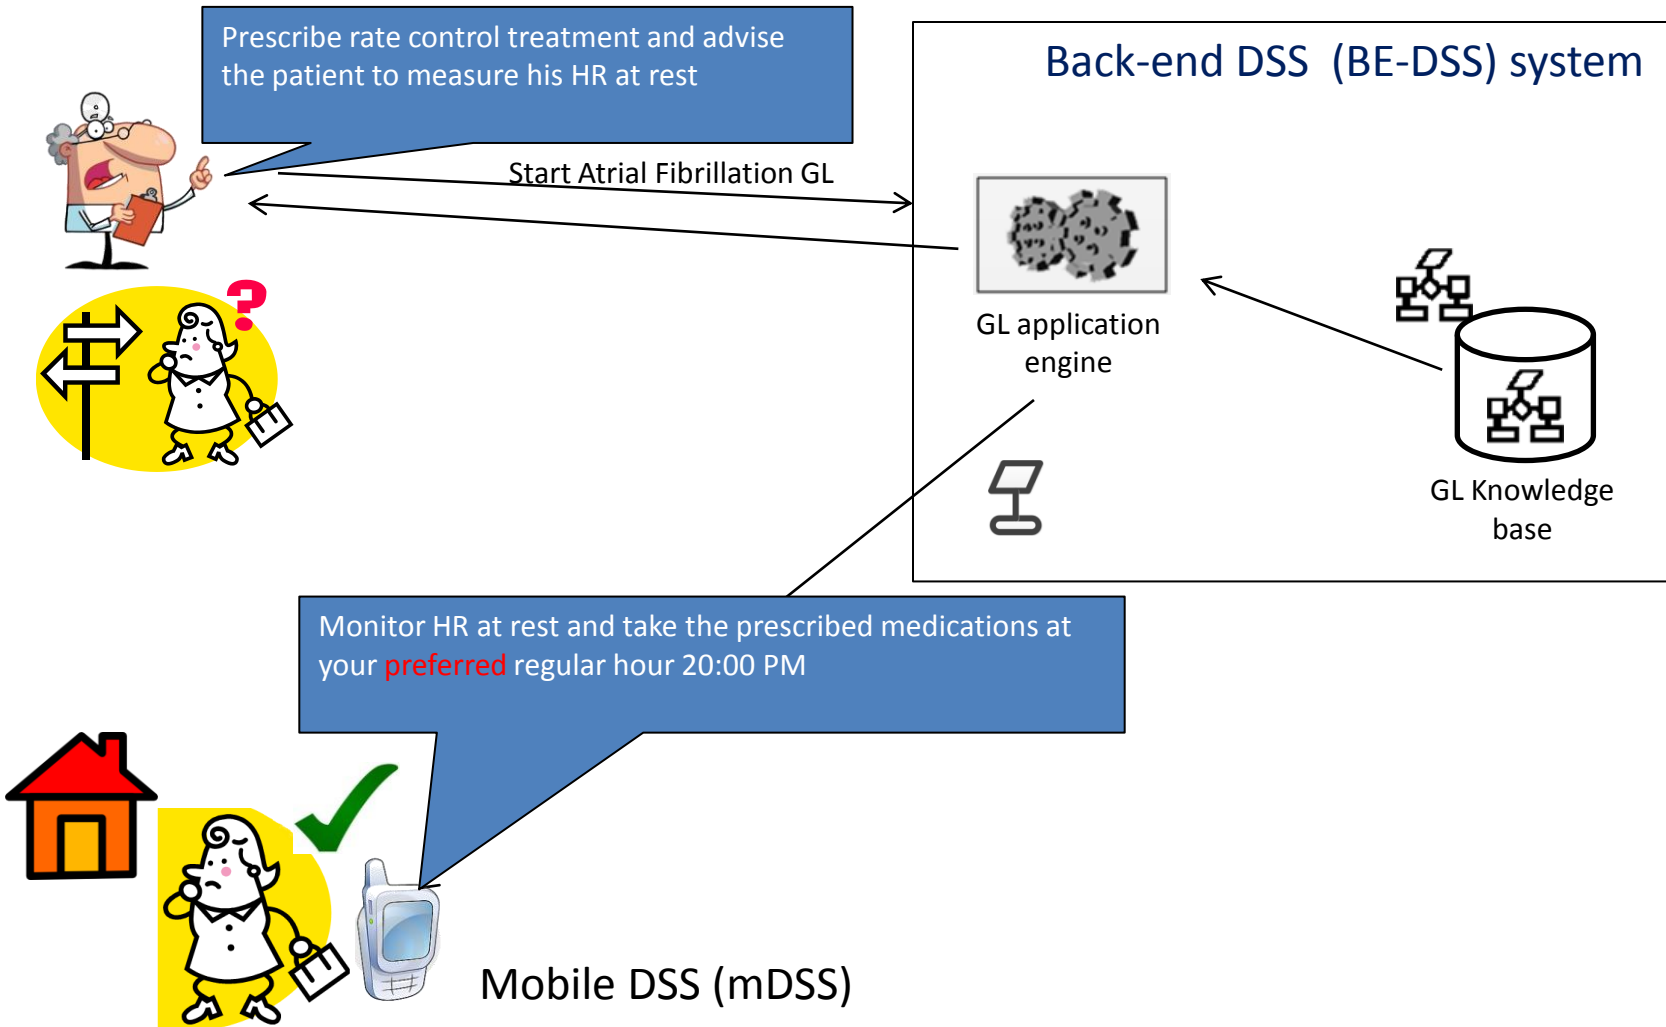 Prescribe rate control treatment and advise
the patient to measure his HR at rest
Back-end DSS (BE-DSS) system
Start Atrial Fibrillation GL
?
GL application
engine
GL Knowledge
base
Monitor HR at rest and take the prescribed medications at
your preferred regular hour 20:00 PM
Mobile DSS (mDSS)